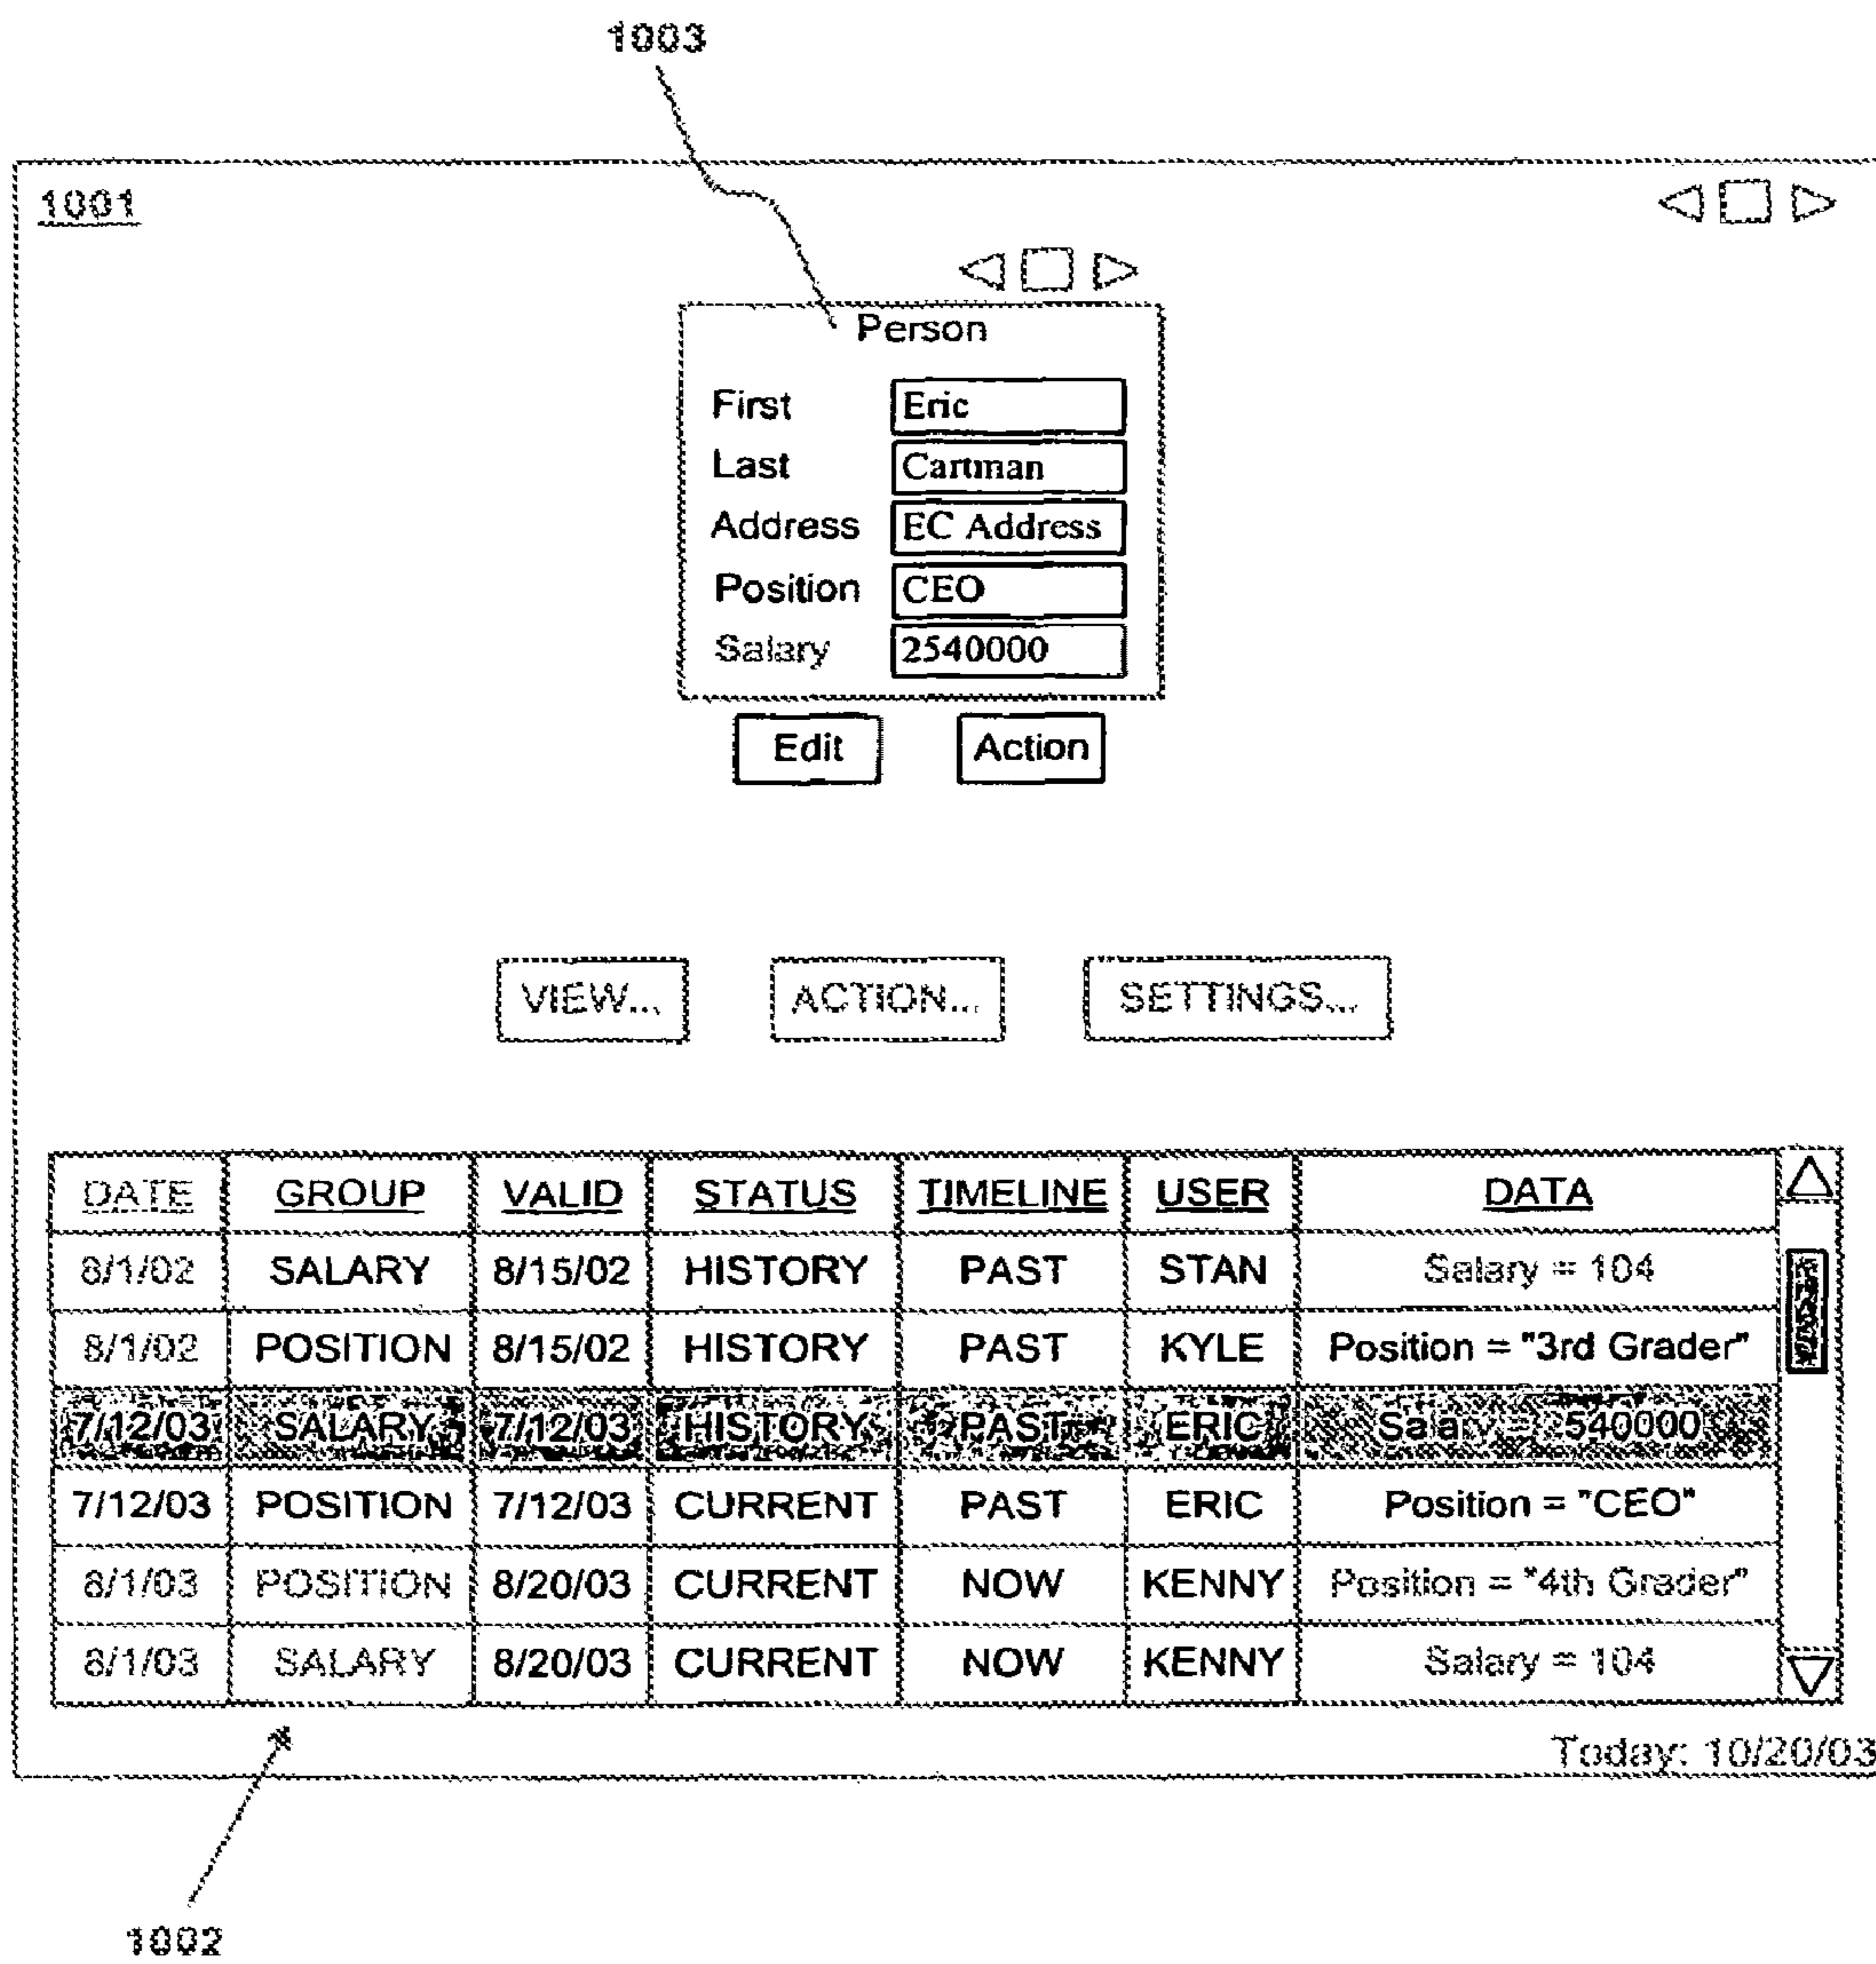 1003
1001
Person
First Eric
Last Cartman
Address EC Address
Position CEO
Salary 2540000
Edit Action
VIEW... ACTION... SETTINGS...
DATE GROUP VALID STATUS TIMELINE USER DATA
8/1/02 SALARY 8/15/02 HISTORY PAST STAN Salary = 104
8/1/02 POSITION 8/15/02 HISTORY PAST KYLE Position = "3rd Grader"
7/12/03 SALARY 7/12/03 HISTORY PAST ERIC
7/12/03 POSITION 7/12/03 CURRENT PAST ERIC Position = "CEO"
8/1/03 POSITION 8/20/03 CURRENT NOW KENNY Position = "4th Grader"
8/1/03 SALARY 8/20/03 CURRENT NOW KENNY Salary = 104
Today: 10/20/03
1002